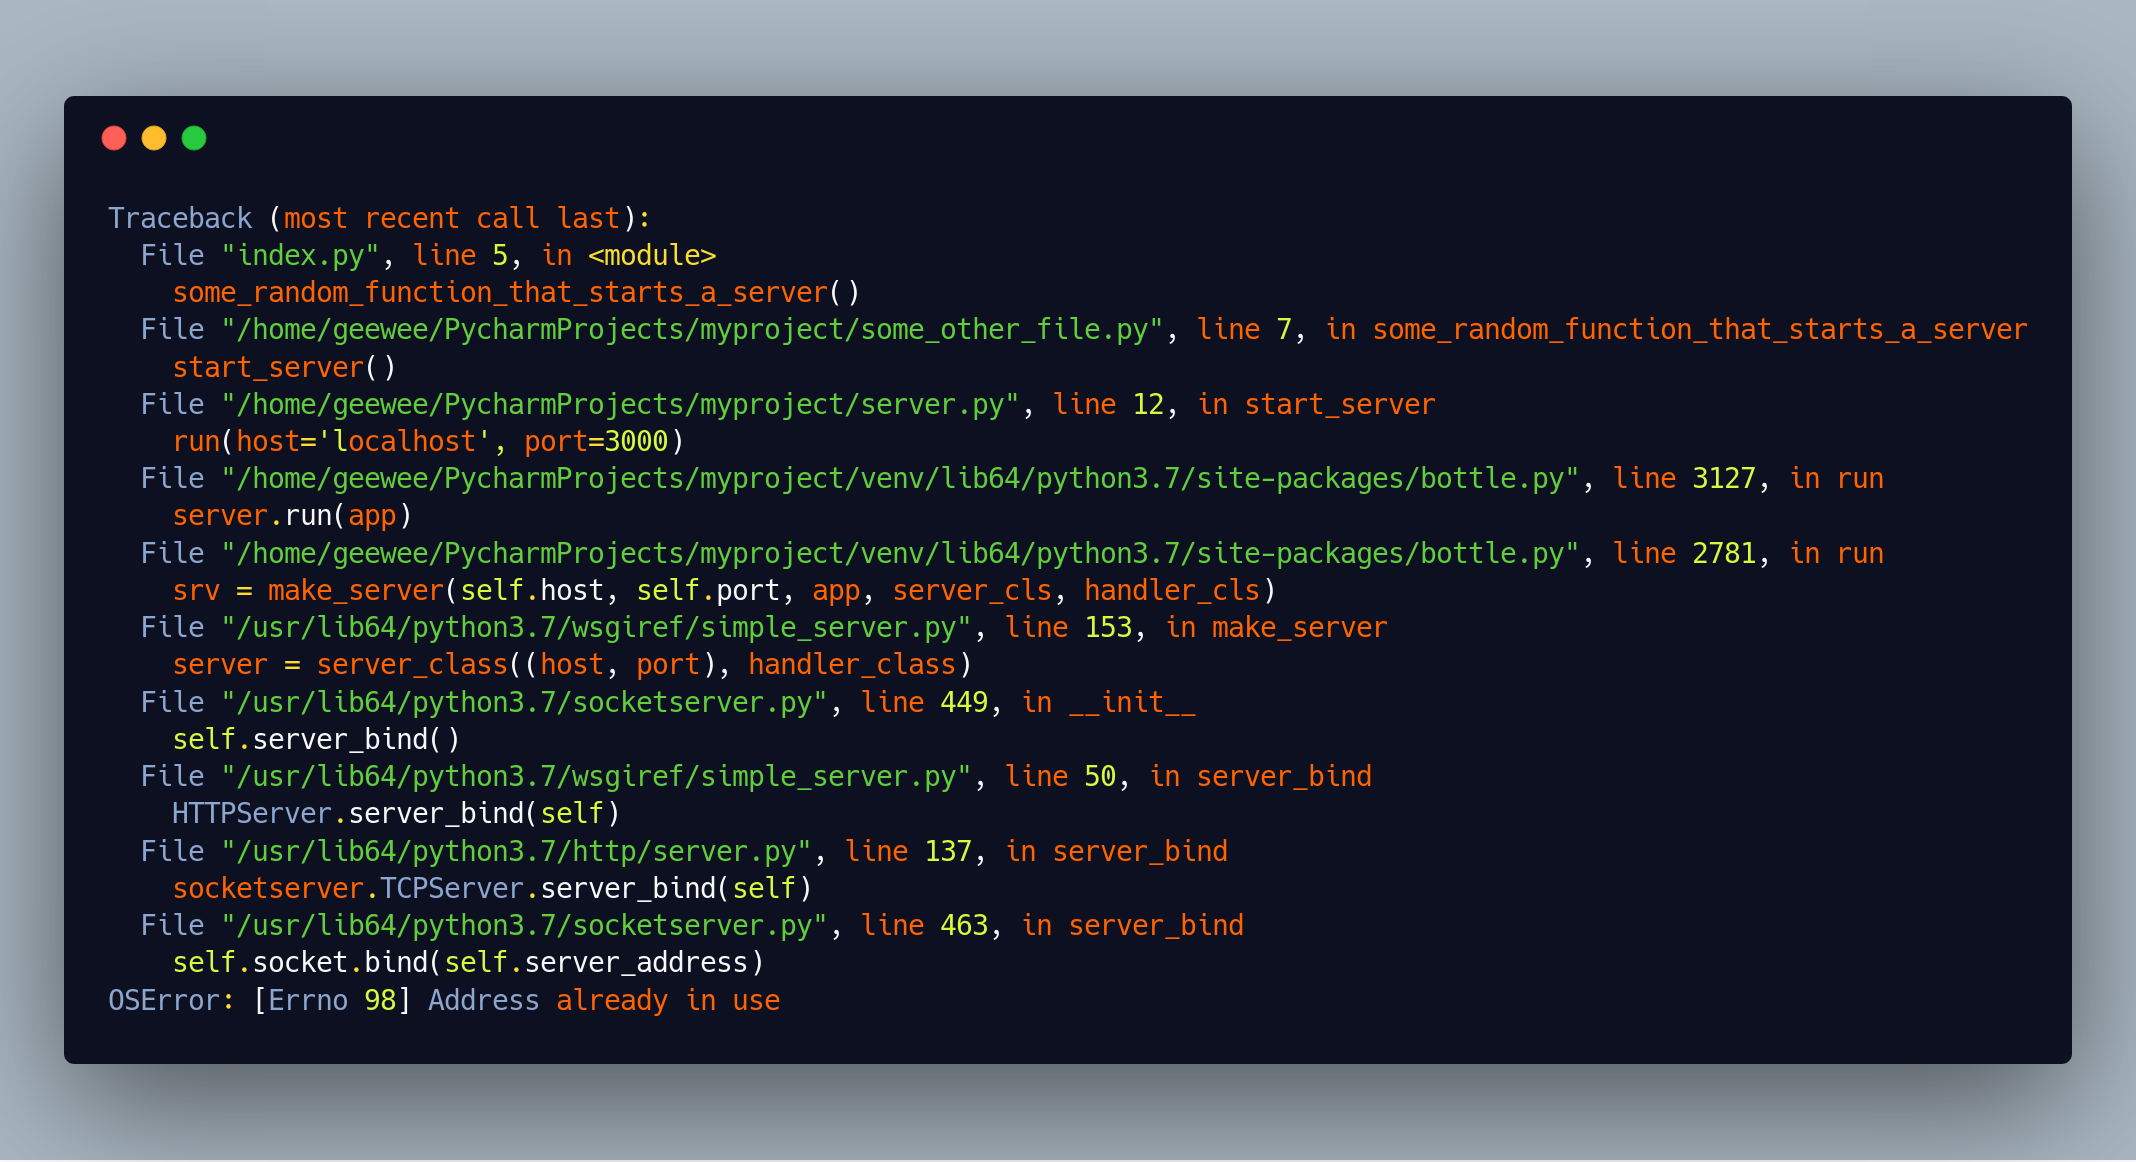 Traceback (most recent call last):
  File "index.py", line 5, in <module>
    some_random_function_that_starts_a_server()
  File "/home/geewee/PycharmProjects/myproject/some_other_file.py", line 7, in some_random_function_that_starts_a_server
    start_server()
  File "/home/geewee/PycharmProjects/myproject/server.py", line 12, in start_server
    run(host='localhost', port=3000)
  File "/home/geewee/PycharmProjects/myproject/venv/lib64/python3.7/site-packages/bottle.py", line 3127, in run
    server.run(app)
  File "/home/geewee/PycharmProjects/myproject/venv/lib64/python3.7/site-packages/bottle.py", line 2781, in run
    srv = make_server(self.host, self.port, app, server_cls, handler_cls)
  File "/usr/lib64/python3.7/wsgiref/simple_server.py", line 153, in make_server
    server = server_class((host, port), handler_class)
  File "/usr/lib64/python3.7/socketserver.py", line 449, in __init__
    self.server_bind()
  File "/usr/lib64/python3.7/wsgiref/simple_server.py", line 50, in server_bind
    HTTPServer.server_bind(self)
  File "/usr/lib64/python3.7/http/server.py", line 137, in server_bind
    socketserver.TCPServer.server_bind(self)
  File "/usr/lib64/python3.7/socketserver.py", line 463, in server_bind
    self.socket.bind(self.server_address)
OSError: [Errno 98] Address already in use